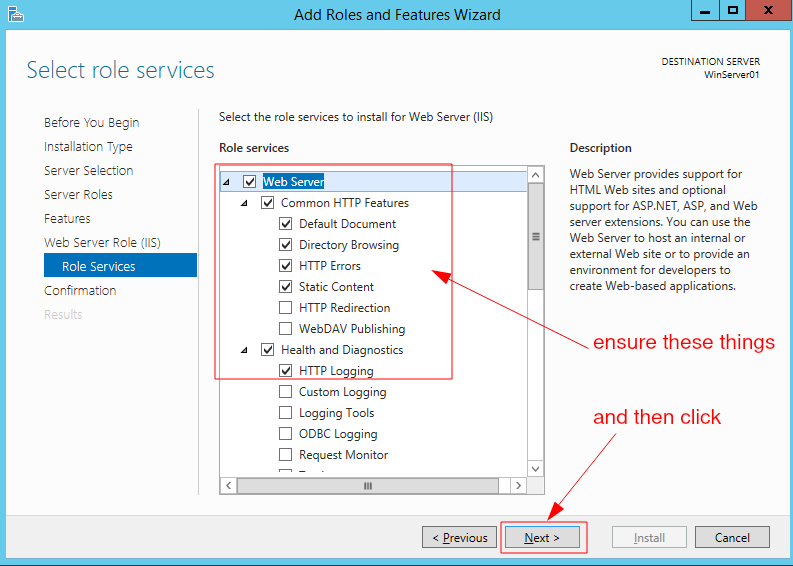 Add Roles and Features Wizard
Select role services
DESTINATION SERVER
WinServer01
Before You Begin
Installation Type
Server Selection
Server Roles
Features
Web Server Role (IIS)
Role Services
Confirmation
Results
Select the role services to install for Web Server (IIS)
Role services
Web Server
Common HTTP Features
Default Document
Directory Browsing
HTTP Errors
Static Content
HTTP Redirection
WebDAV Publishing
Health and Diagnostics
HTTP Logging
Custom Logging
Logging Tools
ODBC Logging
Request Monitor
Description
Web Server provides support for
HTML Web sites and optional
support for ASP.NET, ASP, and Web
server extensions. You can use the
Web Server to host an internal or
external Web site or to provide an
environment for developers to
create Web-based applications.
ensure these things
and then click
< Previous
Next >
Install
Cancel